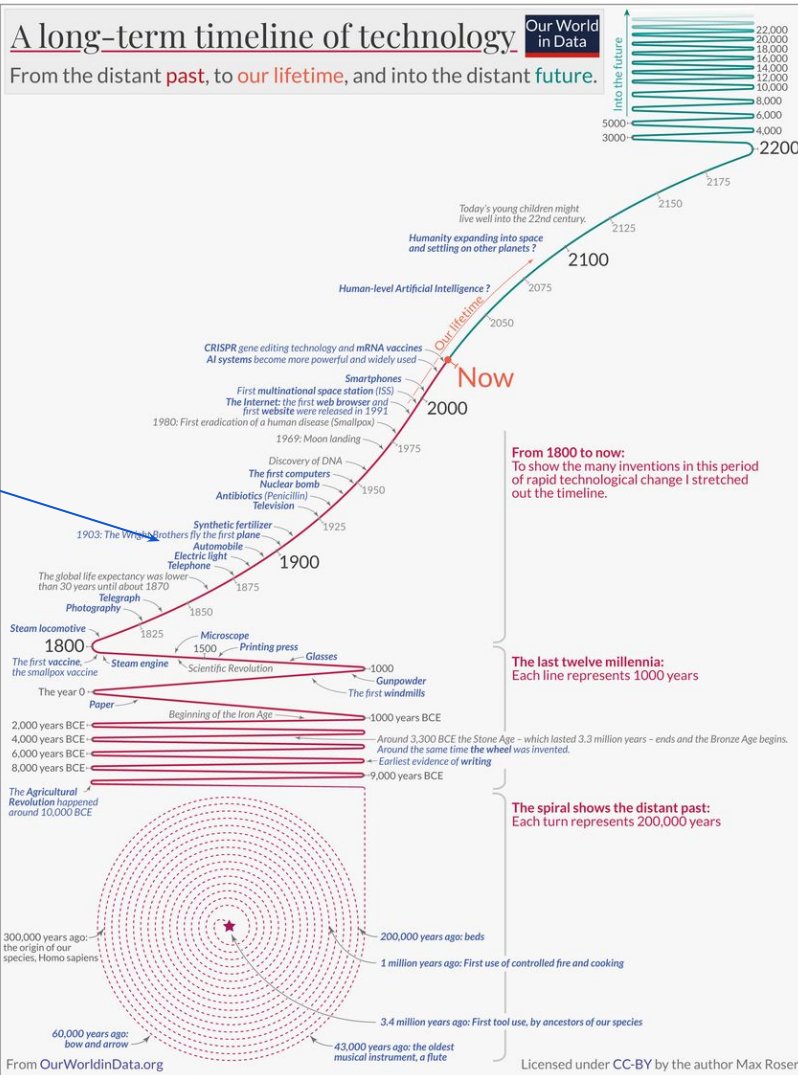 A long-term timeline of technology
Our World
in Data
From the distant past, to our lifetime, and into the distant future.
Into the future
22,000
20,000
18,000
16,000
14,000
12,000
10,000
8,000
6,000
5000
4,000
3000
2200
2175
2150
Today's young children might
live well into the 22nd century.
2125
Humanity expanding into space
and settling on other planets ?
2100
2075
Human-level Artificial Intelligence ?
2050
Our lifetime
CRISPR gene editing technology and mRNA vaccines
AI systems become more powerful and widely used
Now
Smartphones
First multinational space station (ISS)
The Internet: the first web browser and
first website were released in 1991
2000
1980: First eradication of a human disease (Smallpox)
1969: Moon landing
1975
From 1800 to now:
To show the many inventions in this period
of rapid technological change I stretched
out the timeline.
Discovery of DNA
The first computers
Nuclear bomb
1950
Antibiotics (Penicillin)
Television
1925
Synthetic fertilizer
1903: The Wright Brothers fly the first plane
Automobile
1900
Electric light
Telephone
The global life expectancy was lower
than 30 years until about 1870
1875
Telegraph
Photography
1850
Steam locomotive
1825
1800
Microscope
1500
Printing press
Glasses
The first vaccine,
the smallpox vaccine
Steam engine
Scientific Revolution
1000
The last twelve millennia:
Each line represents 1000 years
Gunpowder
The first windmills
The year 0
Paper
Beginning of the Iron Age
1000 years BCE
2,000 years BCE
4,000 years BCE
Around 3,300 BCE the Stone Age – which lasted 3.3 million years – ends and the Bronze Age begins.
Around the same time the wheel was invented.
6,000 years BCE
Earliest evidence of writing
8,000 years BCE
9,000 years BCE
The Agricultural
Revolution happened
around 10,000 BCE
The spiral shows the distant past:
Each turn represents 200,000 years
300,000 years ago:
the origin of our
species, Homo sapiens
200,000 years ago: beds
1 million years ago: First use of controlled fire and cooking
3.4 million years ago: First tool use, by ancestors of our species
60,000 years ago:
bow and arrow
43,000 years ago: the oldest
musical instrument, a flute
From OurWorldinData.org
Licensed under CC-BY by the author Max Roser